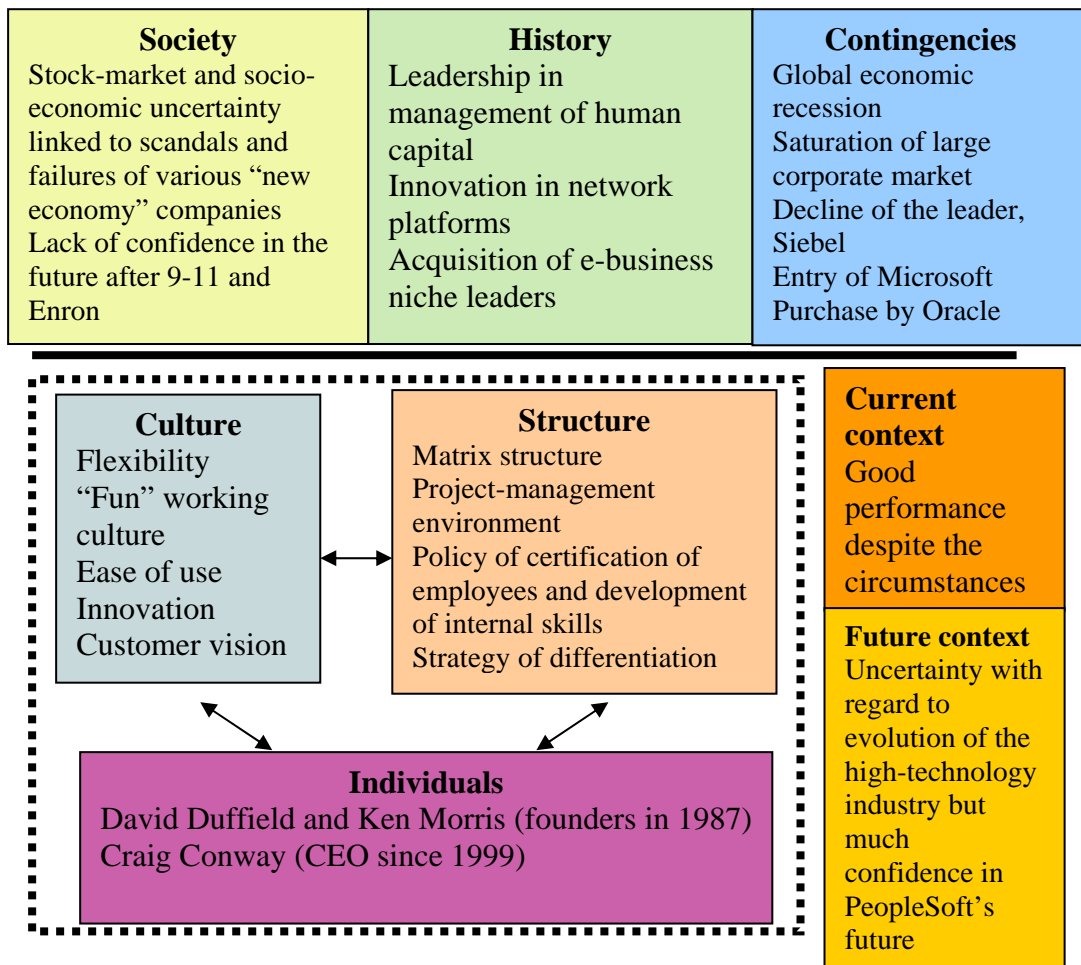 Society
Stock-market and socio-
economic uncertainty
linked to scandals and
failures of various “new
economy” companies
Lack of confidence in the
future after 9-11 and
Enron
History
Leadership in
management of human
capital
Innovation in network
platforms
Acquisition of e-business
niche leaders
Contingencies
Global economic
recession
Saturation of large
corporate market
Decline of the leader,
Siebel
Entry of Microsoft
Purchase by Oracle
Culture
Flexibility
“Fun” working
culture
Ease of use
Innovation
Customer vision
Structure
Matrix structure
Project-management
environment
Policy of certification of
employees and development
of internal skills
Strategy of differentiation
Individuals
David Duffield and Ken Morris (founders in 1987)
Craig Conway (CEO since 1999)
Current
context
Good
performance
despite the
circumstances
Future context
Uncertainty with
regard to
evolution of the
high-technology
industry but
much
confidence in
PeopleSoft’s
future